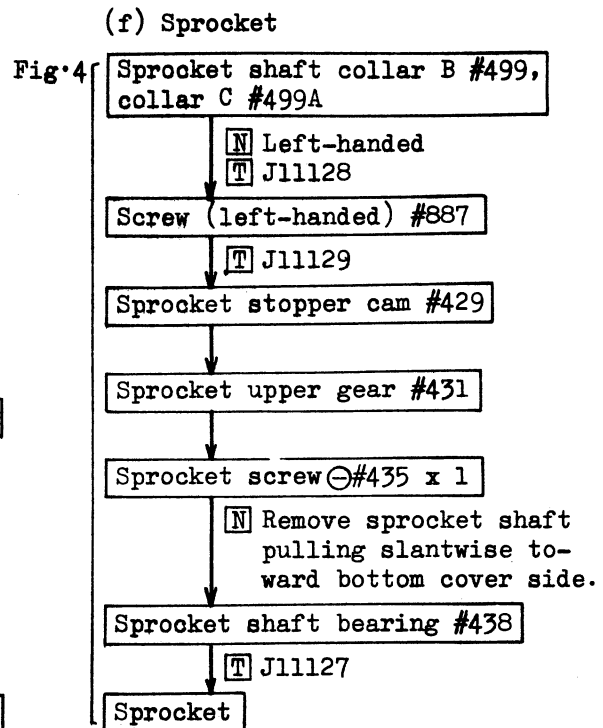 (f) Sprocket
Fig·4
Sprocket shaft collar B #499,
collar C #499A
N Left-handed
T J11128
Screw (left-handed) #887
T J11129
Sprocket stopper cam #429
Sprocket upper gear #431
Sprocket screw ⊖#435 x 1
N Remove sprocket shaft
pulling slantwise to-
ward bottom cover side.
Sprocket shaft bearing #438
T J11127
Sprocket